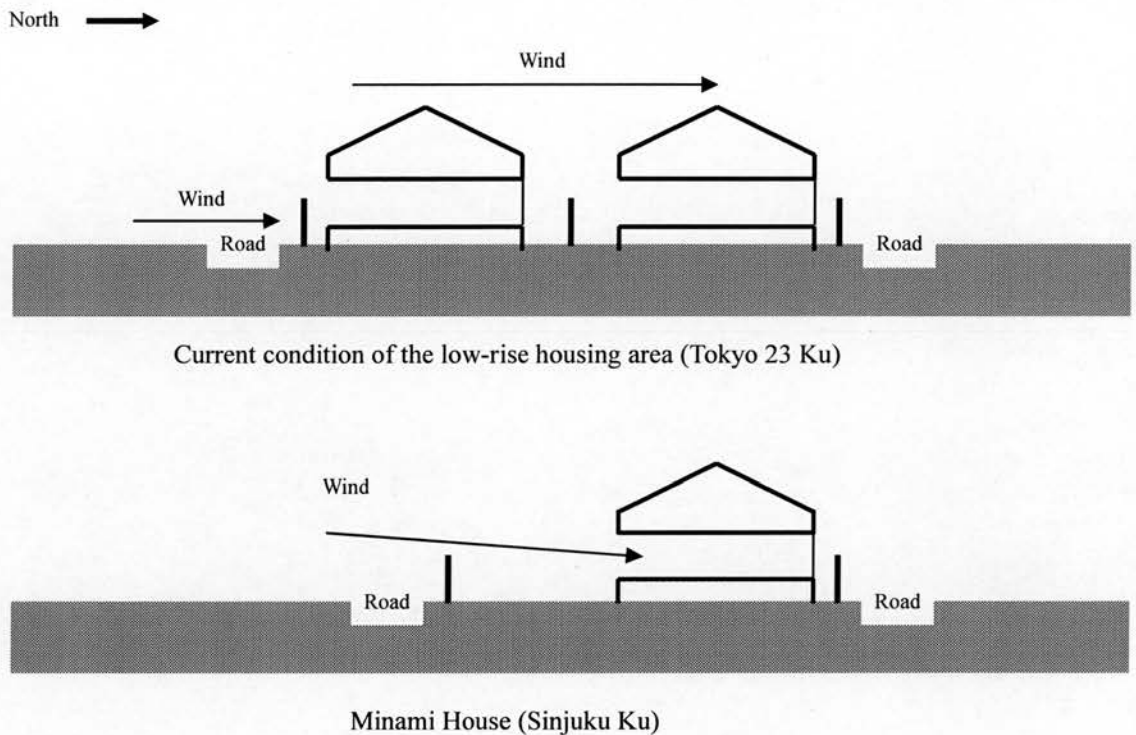 North
Wind
Wind
Road
Road
Current condition of the low-rise housing area (Tokyo 23 Ku)
Wind
Road
Road
Minami House (Sinjuku Ku)